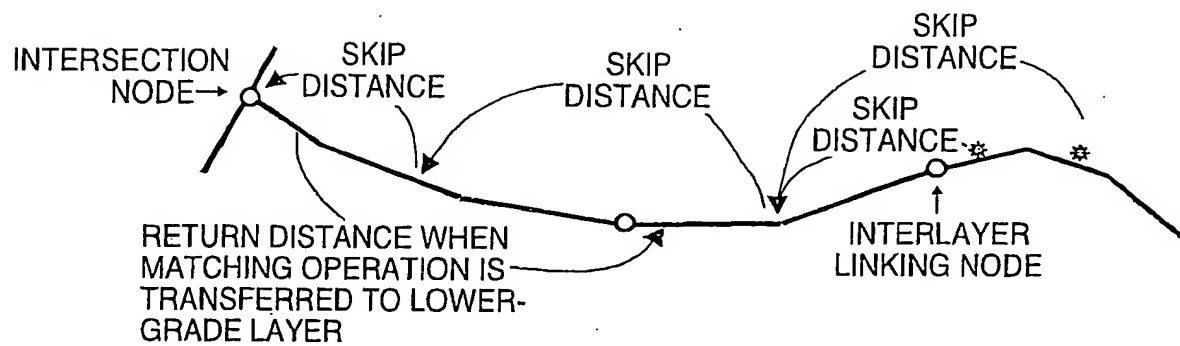 INTERSECTION
NODE→
SKIP
DISTANCE
SKIP
DISTANCE
SKIP
DISTANCE
SKIP
DISTANCE
RETURN DISTANCE WHEN
MATCHING OPERATION IS
TRANSFERRED TO LOWER-
GRADE LAYER
INTERLAYER
LINKING NODE